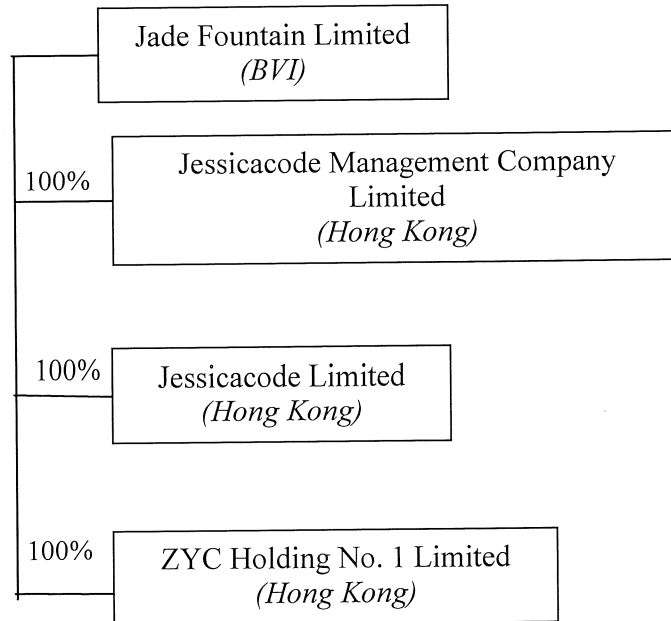 Jade Fountain Limited
(BVI)
100%
Jessicacode Management Company
Limited
(Hong Kong)
100%
Jessicacode Limited
(Hong Kong)
100%
ZYC Holding No. 1 Limited
(Hong Kong)